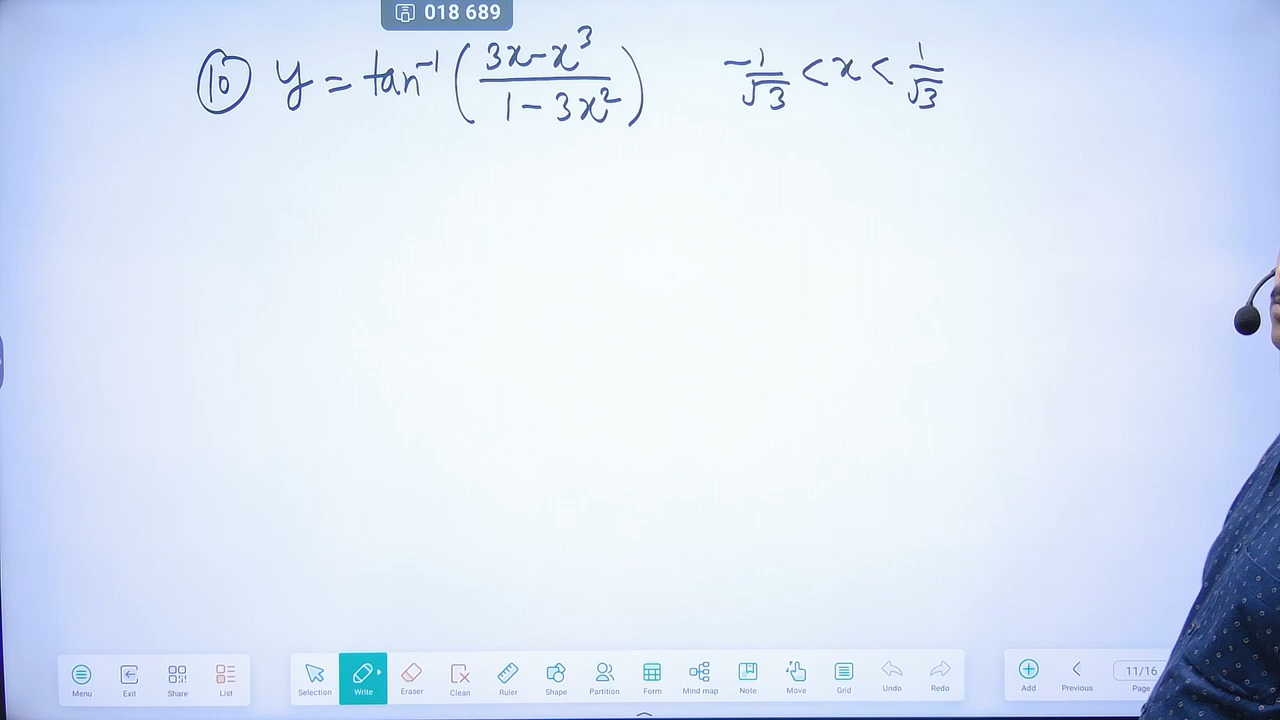 018 689
⑩ y = tan⁻¹ ( (3x - x³) / (1 - 3x²) )    -1/√3 < x < 1/√3
Menu Exit Share List Selection Write Eraser Clean Ruler Shape Partition Form Mind map Note Move Grid Undo Redo Add Previous 11/16 Page